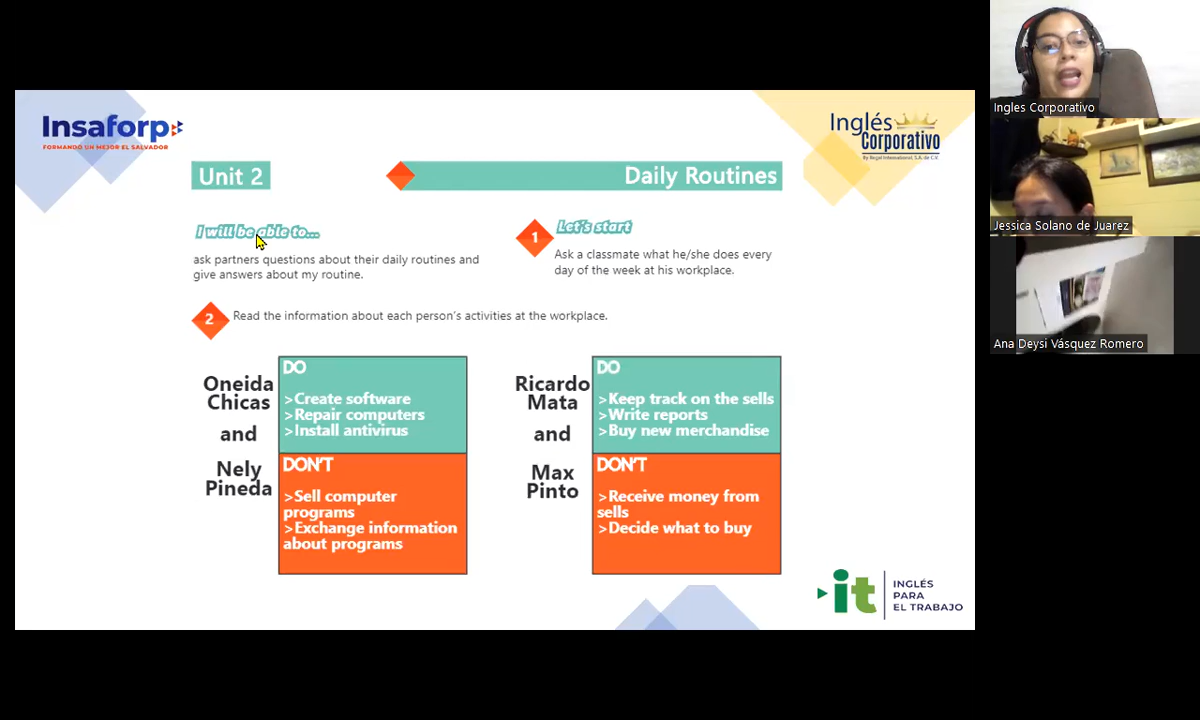 Insaforp
FORMANDO UN MEJOR EL SALVADOR
Inglés
Corporativo
By Regal International, S.A. de C.V.
Unit 2
Daily Routines
I will be able to...
ask partners questions about their daily routines and
give answers about my routine.
1
Let's start
Ask a classmate what he/she does every
day of the week at his workplace.
2
Read the information about each person's activities at the workplace.
Oneida
Chicas
and
Nely
Pineda
DO
>Create software
>Repair computers
>Install antivirus
DON'T
>Sell computer
programs
>Exchange information
about programs
Ricardo
Mata
and
Max
Pinto
DO
>Keep track on the sells
>Write reports
>Buy new merchandise
DON'T
>Receive money from
sells
>Decide what to buy
it
INGLÉS
PARA
EL TRABAJO
Ingles Corporativo
Jessica Solano de Juarez
Ana Deysi Vásquez Romero